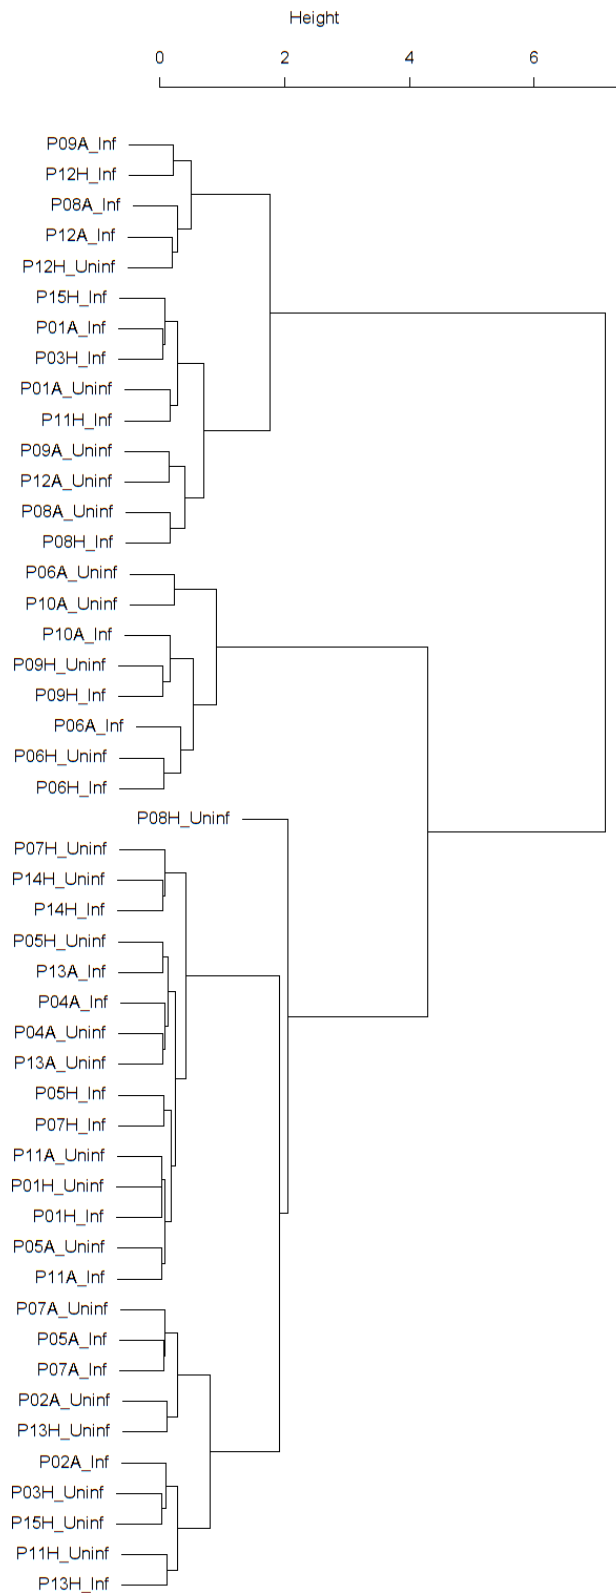 Height
0 2 4 6
P09A_Inf
P12H_Inf
P08A_Inf
P12A_Inf
P12H_Uninf
P15H_Inf
P01A_Inf
P03H_Inf
P01A_Uninf
P11H_Inf
P09A_Uninf
P12A_Uninf
P08A_Uninf
P08H_Inf
P06A_Uninf
P10A_Uninf
P10A_Inf
P09H_Uninf
P09H_Inf
P06A_Inf
P06H_Uninf
P06H_Inf
P08H_Uninf
P07H_Uninf
P14H_Uninf
P14H_Inf
P05H_Uninf
P13A_Inf
P04A_Inf
P04A_Uninf
P13A_Uninf
P05H_Inf
P07H_Inf
P11A_Uninf
P01H_Uninf
P01H_Inf
P05A_Uninf
P11A_Inf
P07A_Uninf
P05A_Inf
P07A_Inf
P02A_Uninf
P13H_Uninf
P02A_Inf
P03H_Uninf
P15H_Uninf
P11H_Uninf
P13H_Inf